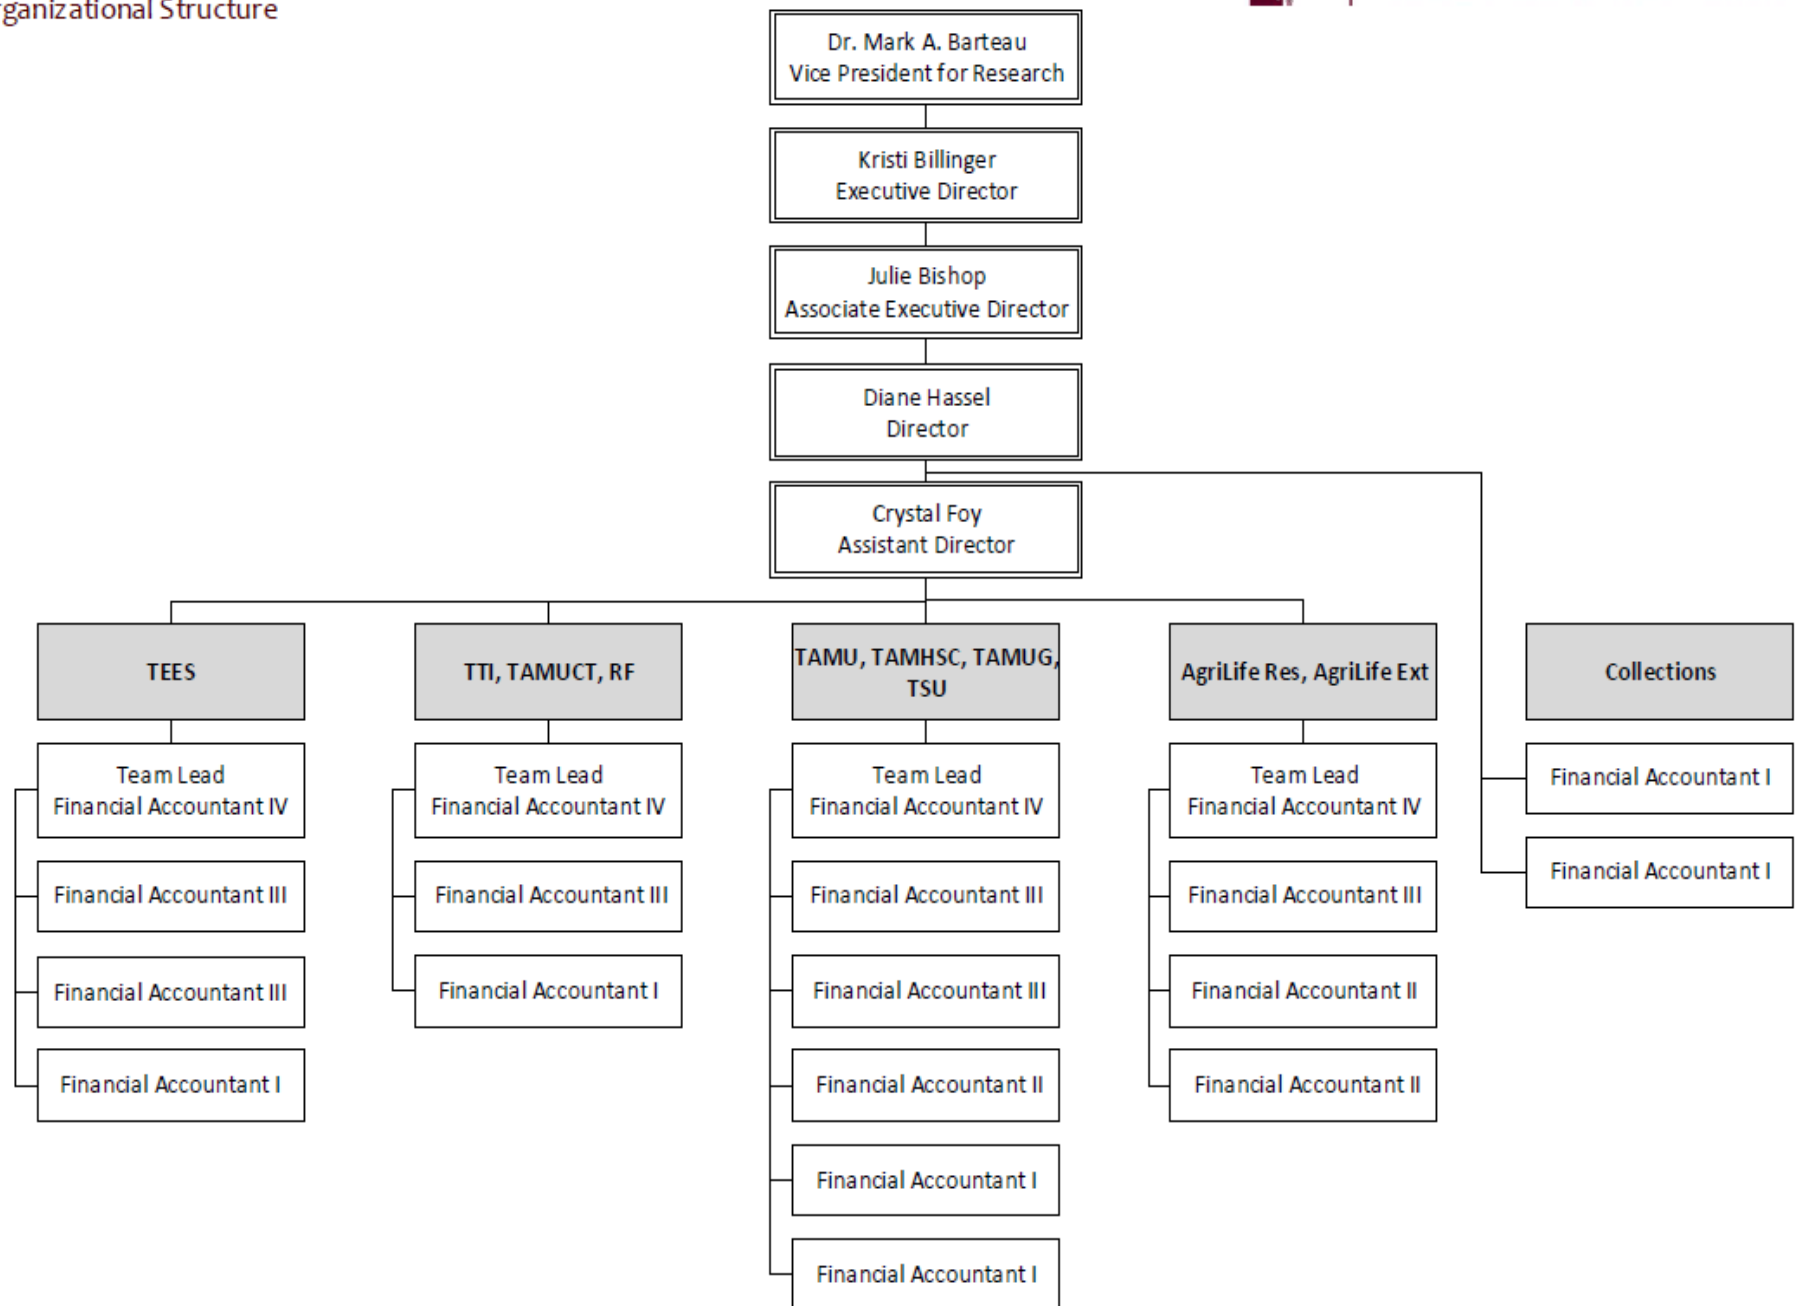 rganizational Structure
Dr. Mark A. Barteau
Vice President for Research
Kristi Billinger
Executive Director
Julie Bishop
Associate Executive Director
Diane Hassel
Director
Crystal Foy
Assistant Director
TEES
Team Lead
Financial Accountant IV
Financial Accountant III
Financial Accountant III
Financial Accountant I
TTI, TAMUCT, RF
Team Lead
Financial Accountant IV
Financial Accountant III
Financial Accountant I
TAMU, TAMHSC, TAMUG,
TSU
Team Lead
Financial Accountant IV
Financial Accountant III
Financial Accountant III
Financial Accountant II
Financial Accountant I
Financial Accountant I
AgriLife Res, AgriLife Ext
Team Lead
Financial Accountant IV
Financial Accountant III
Financial Accountant II
Financial Accountant II
Collections
Financial Accountant I
Financial Accountant I